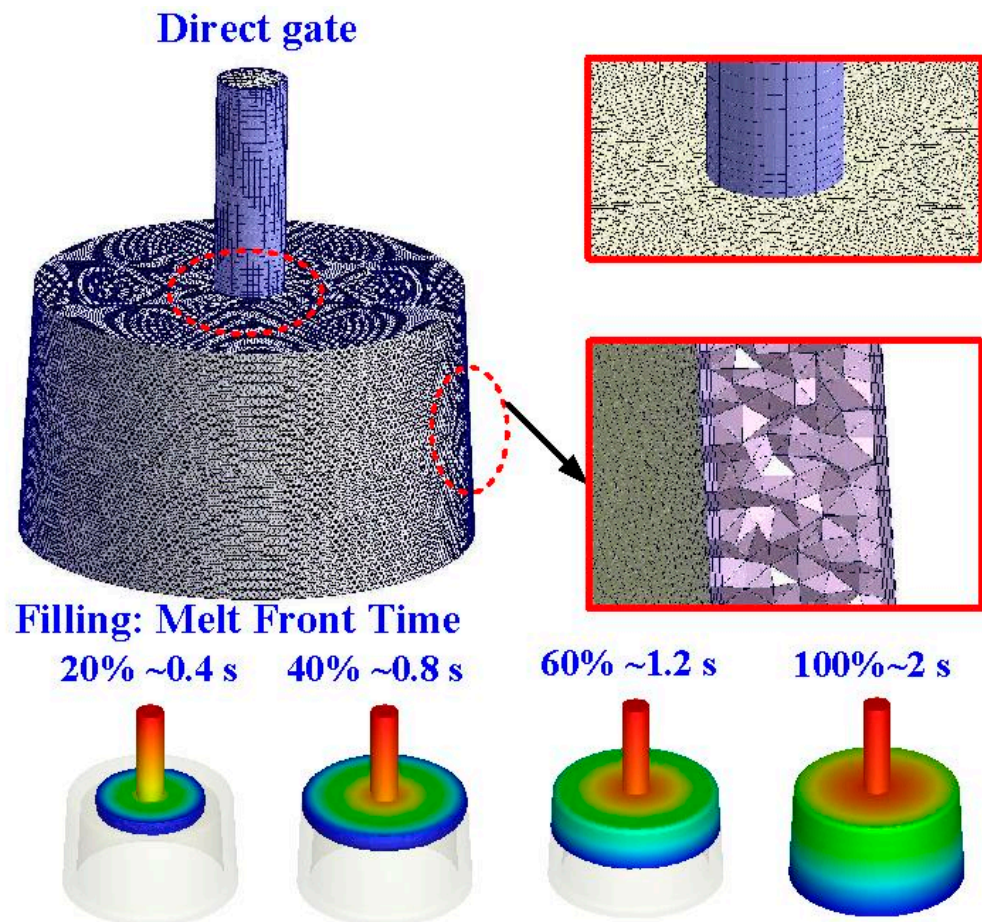 Direct gate
Filling: Melt Front Time
20% ~0.4 s
40% ~0.8 s
60% ~1.2 s
100%~2 s